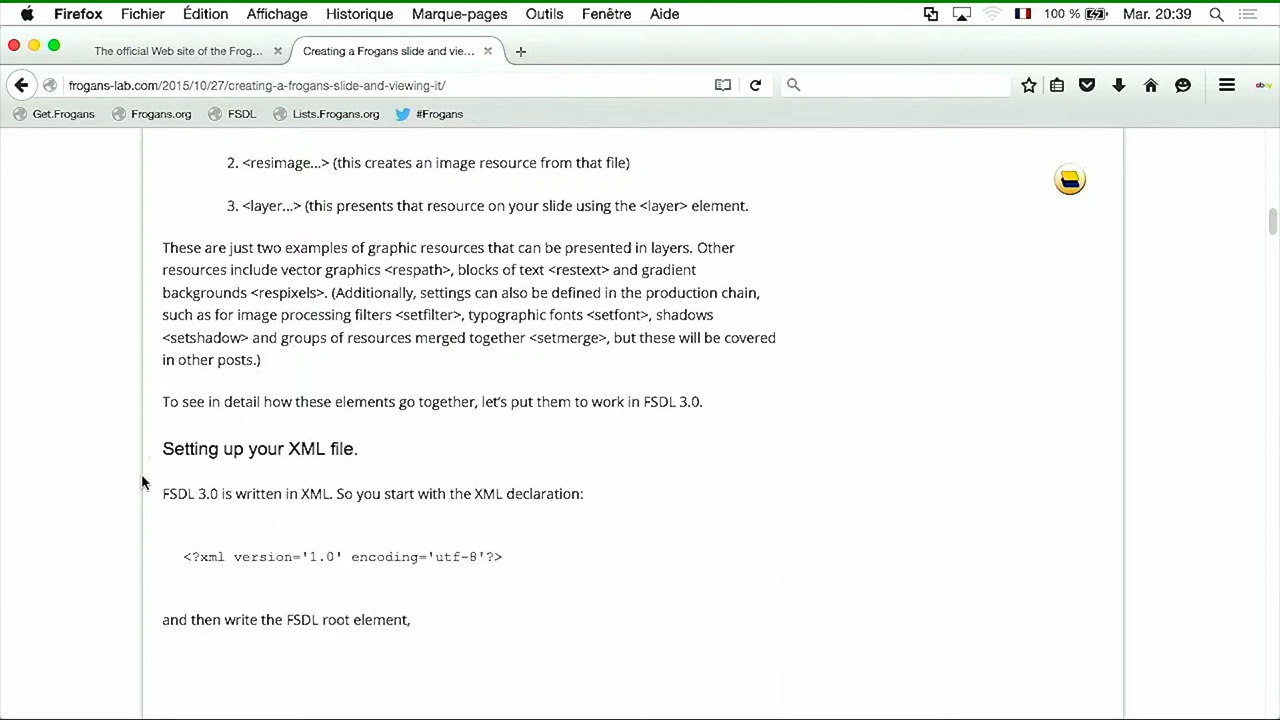 Firefox Fichier Édition Affichage Historique Marque-pages Outils Fenêtre Aide 100 % Mar. 20:39
The official Web site of the Frog... Creating a Frogans slide and vie...
frogans-lab.com/2015/10/27/creating-a-frogans-slide-and-viewing-it/
ebay
Get.Frogans Frogans.org FSDL Lists.Frogans.org #Frogans
2. <resimage...> (this creates an image resource from that file)
3. <layer...> (this presents that resource on your slide using the <layer> element.
These are just two examples of graphic resources that can be presented in layers. Other
resources include vector graphics <respath>, blocks of text <restext> and gradient
backgrounds <respixels>. (Additionally, settings can also be defined in the production chain,
such as for image processing filters <setfilter>, typographic fonts <setfont>, shadows
<setshadow> and groups of resources merged together <setmerge>, but these will be covered
in other posts.)
To see in detail how these elements go together, let’s put them to work in FSDL 3.0.
Setting up your XML file.
FSDL 3.0 is written in XML. So you start with the XML declaration:
<?xml version='1.0' encoding='utf-8'?>
and then write the FSDL root element,